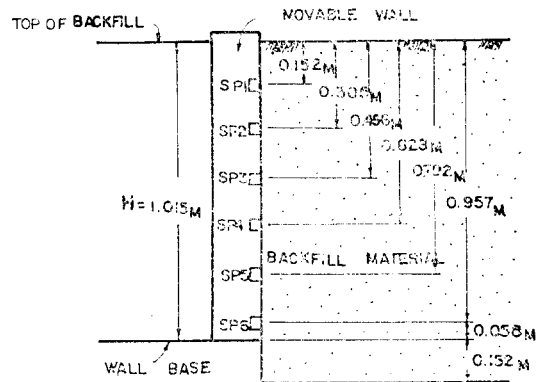 MOVABLE WALL
TOP OF BACKFILL
0.152M
SP1
0.305M
SP2
0.456M
0.623M
SP3
0.792M
H=1.015M
0.957M
SP4
BACKFILL MATERIAL
SP5
SP6
0.058M
WALL BASE
0.152M